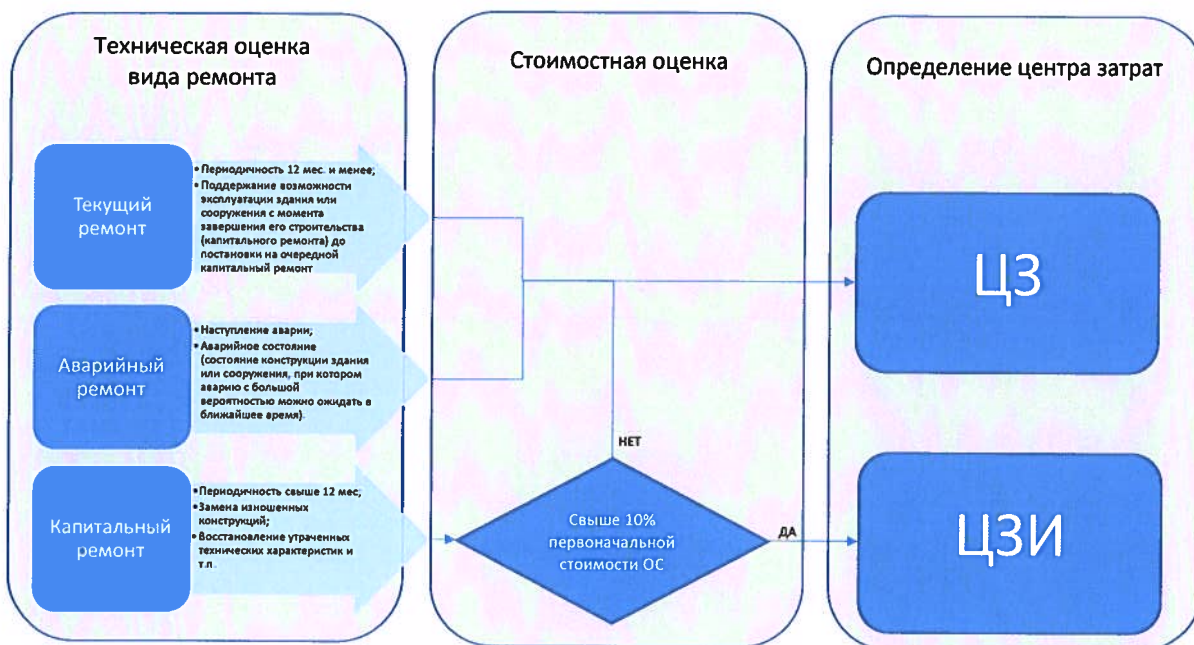 Техническая оценка
вида ремонта
Текущий
ремонт
• Периодичность 12 мес. и менее;
• Поддержание возможности
эксплуатации здания или
сооружения с момента
завершения его строительства
(капитального ремонта) до
постановки на очередной
капитальный ремонт
Аварийный
ремонт
• Наступление аварии;
• Аварийное состояние
(состояние конструкции здания
или сооружения, при котором
аварию с большой
вероятностью можно ожидать в
ближайшее время).
Капитальный
ремонт
• Периодичность свыше 12 мес;
• Замена изношенных
конструкций;
• Восстановление утраченных
технических характеристик и
т.п.
Стоимостная оценка
НЕТ
Свыше 10%
первоначальной
стоимости ОС
ДА
Определение центра затрат
ЦЗ
ЦЗИ